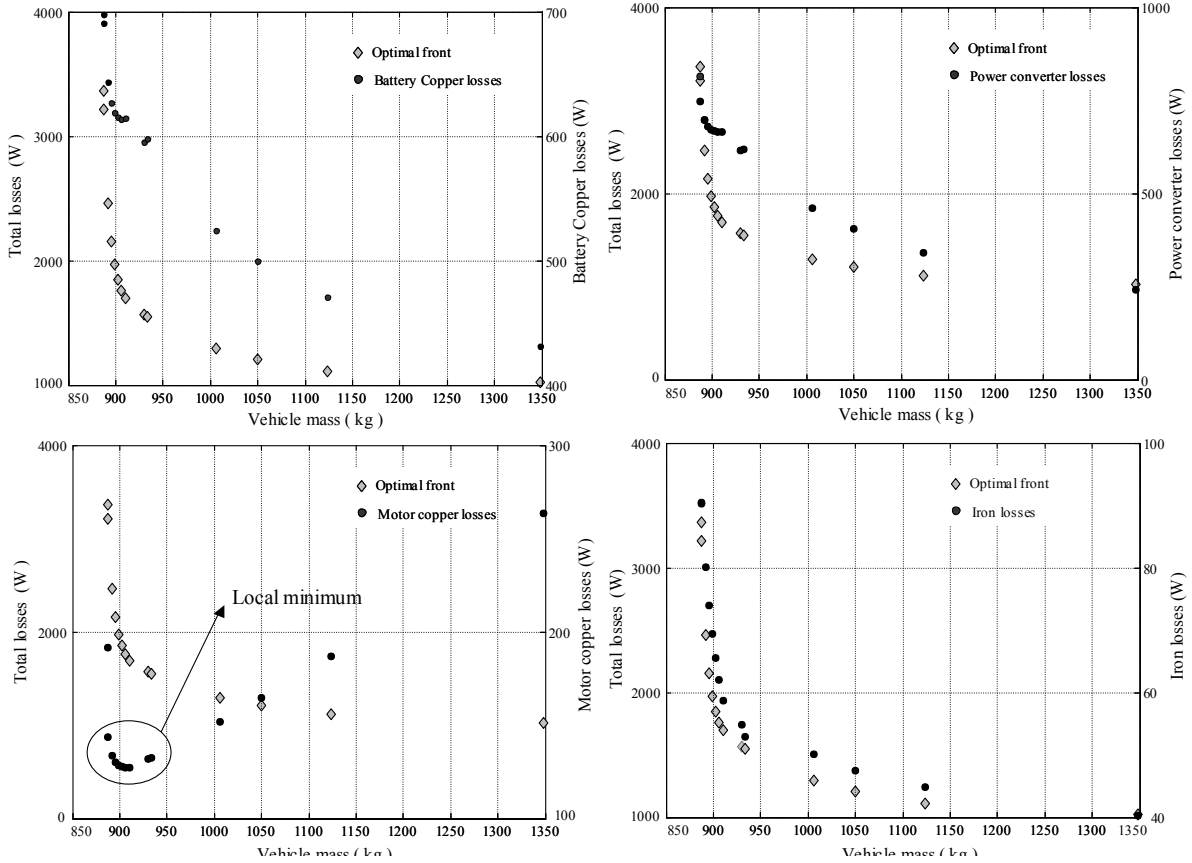 4000
3000
2000
1000
Total losses (W)
700
600
500
400
Battery Copper losses (W)
Optimal front
Battery Copper losses
850 900 1000 1050 1100 1150 1200 1250 1300 1350
Vehicle mass ( kg )
4000
2000
0
Total losses (W)
1000
500
0
Power converter losses (W)
Optimal front
Power converter losses
850 900 1000 1050 1100 1150 1200 1250 1300 1350
Vehicle mass ( kg )
4000
2000
0
Total losses (W)
300
200
100
Motor copper losses (W)
Optimal front
Motor copper losses
Local minimum
850 900 1000 1050 1100 1150 1200 1250 1300 1350
Vehicle mass ( kg )
4000
3000
2000
1000
Total losses (W)
100
80
60
40
Iron losses (W)
Optimal front
Iron losses
850 900 1000 1050 1100 1150 1200 1250 1300 1350
Vehicle mass ( kg )